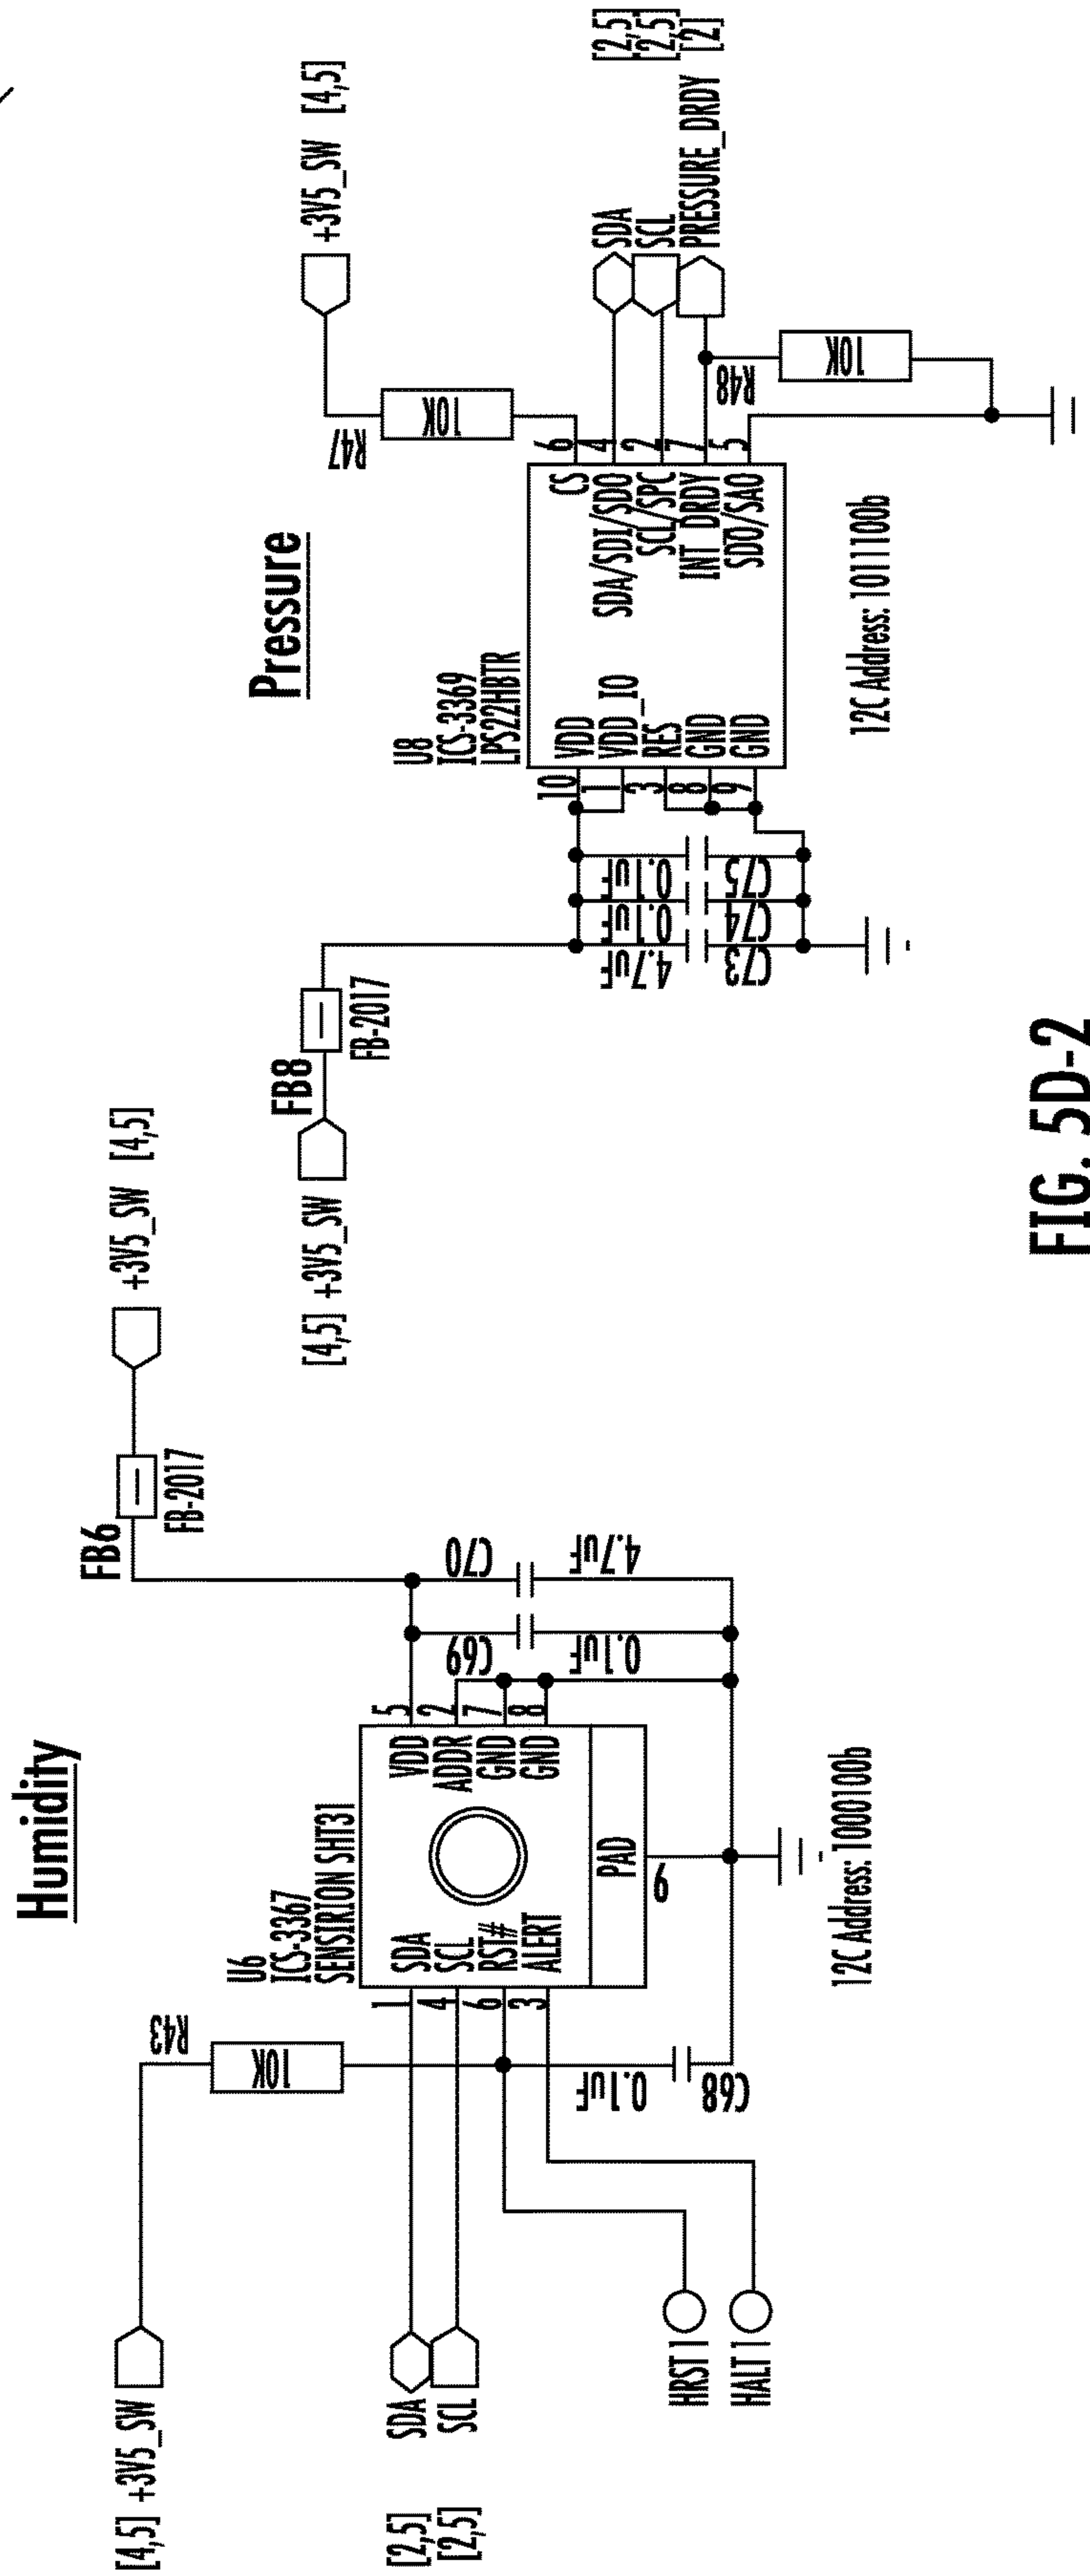 Humidity
[4,5] +3V5_SW
R43
10K
U6
ICS-3367
SENSIRION SHT31
FB6
FB-2017
+3V5_SW [4,5]
[2,5] SDA
[2,5] SCL
1 SDA
4 SCL
6 RST#
3 ALERT
VDD 5
ADDR 2
GND 7
GND 8
PAD
9
C69
0.1uF
C70
4.7uF
0.1uF
C68
HRST1
HALT1
12C Address: 1000100b
Pressure
[4,5] +3V5_SW
FB8
FB-2017
+3V5_SW [4,5]
R47
10K
U8
ICS-3369
LPS22HBTR
10 VDD
1 VDD_IO
3 RES
8 GND
9 GND
CS 6
SDA/SDI/SDO 4
SCL/SPC 2
INT_DRDY 7
SDO/SAO 5
SDA [2,5]
SCL [2,5]
PRESSURE_DRDY [2]
R48
10K
4.7uF
C73
0.1uF
C74
0.1uF
C75
12C Address: 1011100b
FIG. 5D-2